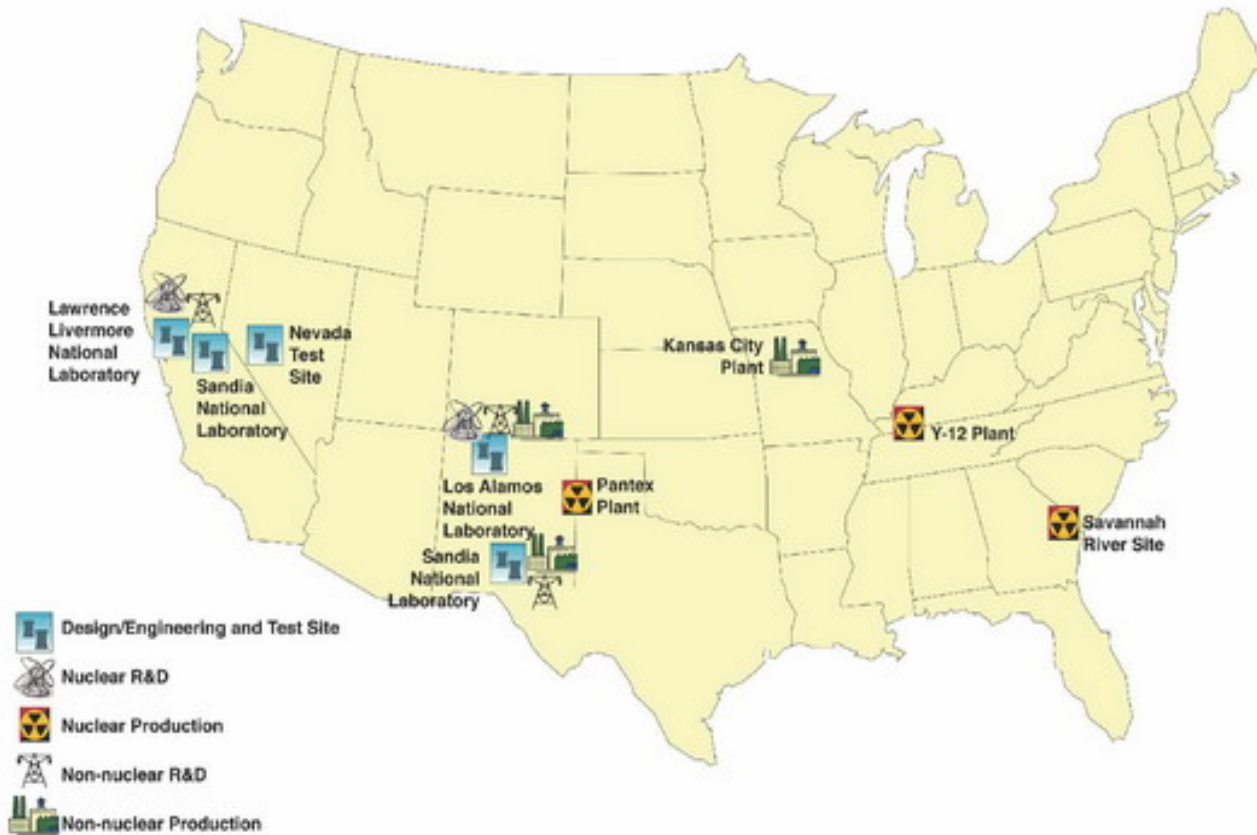 Lawrence
Livermore
National
Laboratory
Sandia
National
Laboratory
Nevada
Test
Site
Kansas City
Plant
Y-12 Plant
Los Alamos
National
Laboratory
Pantex
Plant
Sandia
National
Laboratory
Savannah
River Site
Design/Engineering and Test Site
Nuclear R&D
Nuclear Production
Non-nuclear R&D
Non-nuclear Production